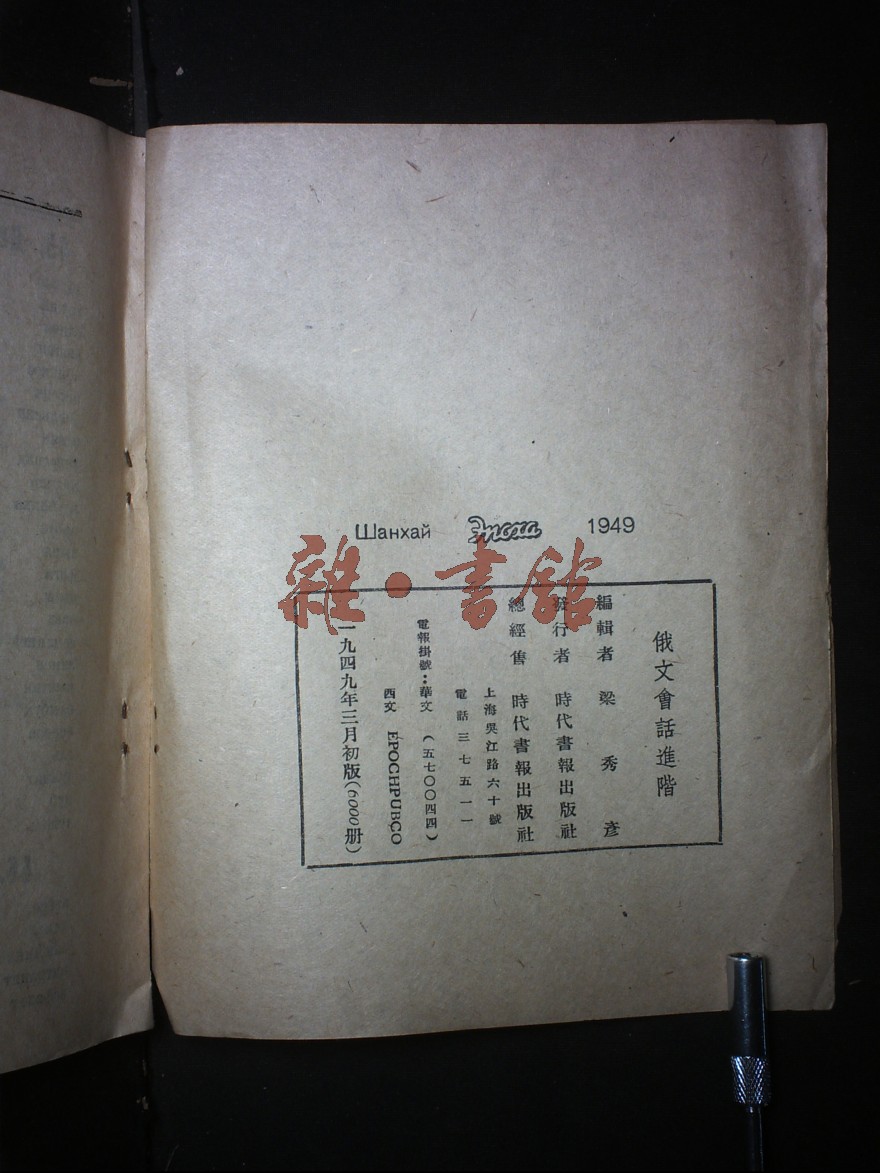 Шанхай Эпоха 1949
雜·書館
俄文會話進階
編輯者 梁秀彥
發行者 時代書報出版社
總經售 時代書報出版社
上海吳江路六十號
電話三七五一一
電報掛號：華文（五七〇〇四四）
西文 EPOCHPUBCO
一九四九年三月初版（6000册）